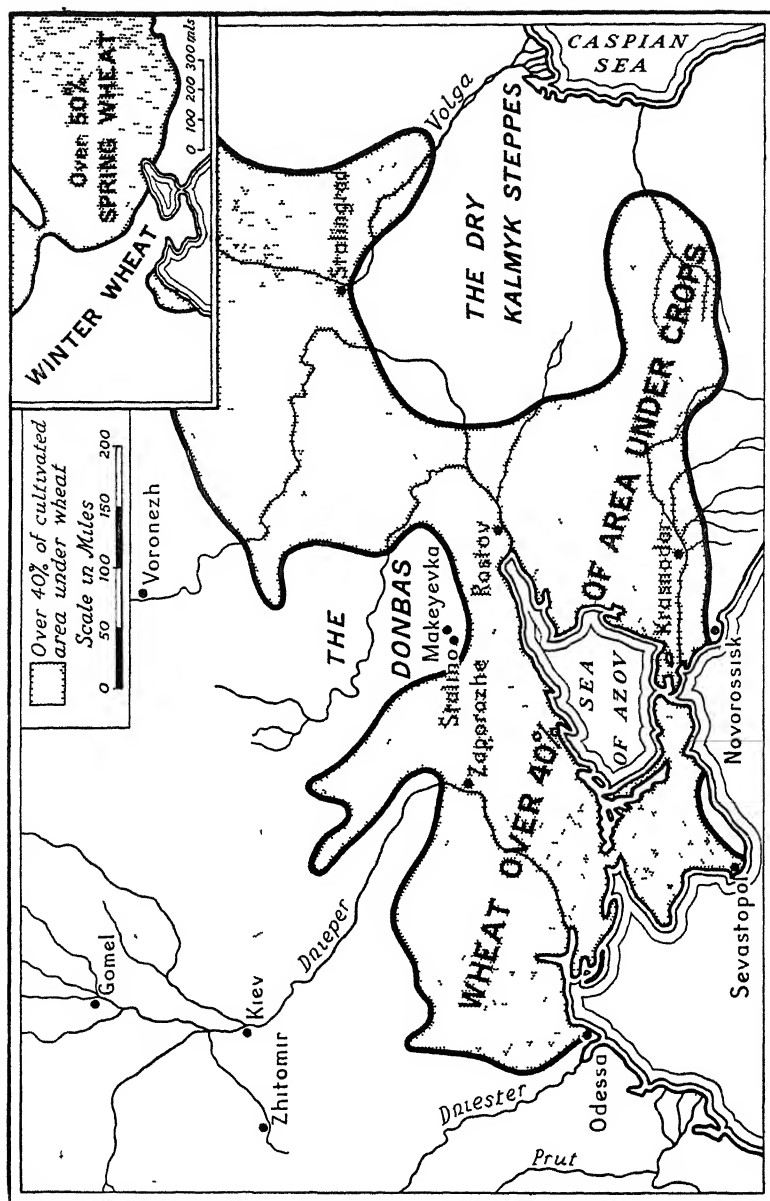 Over 40% of cultivated
area under wheat
Scale in Miles
0 50 100 150 200
WINTER WHEAT
Over 50%
SPRING WHEAT
0 100 200 300 mls
Gomel
Kiev
Zhitomir
Voronezh
Dnieper
Dniester
Prut
Odessa
THE
DONBAS
Makeyevka
Stalino
Zaporozhe
Rostov
Stalingrad
Volga
CASPIAN
SEA
THE DRY
KALMYK STEPPES
WHEAT OVER 40% OF AREA UNDER CROPS
SEA
OF AZOV
Krasnodar
Novorossisk
Sevastopol